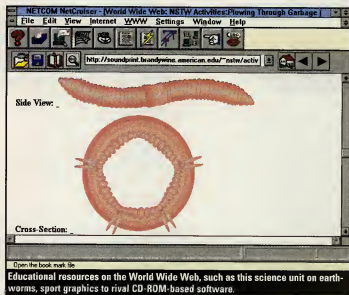 NETCOM NetCruiser - [World Wide Web: NSTW Activities:Plowing Through Garbage ]
File Edit View Internet WWW Settings Window Help
http://soundprint.brandywine.american.edu/~nstw/activ
Side View: _
Cross-Section: _
Open the book mark file
Educational resources on the World Wide Web, such as this science unit on earth-
worms, sport graphics to rival CD-ROM-based software.